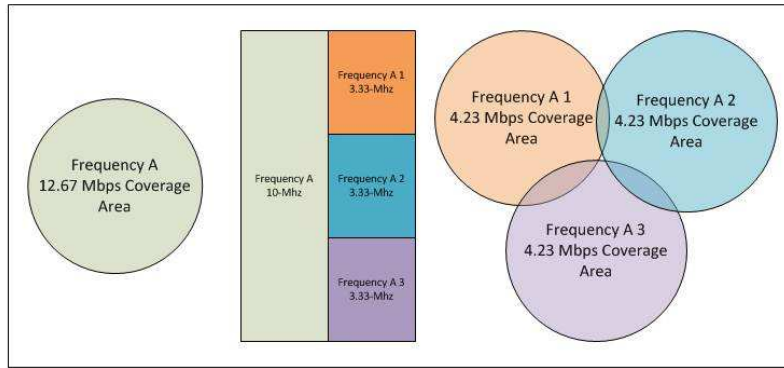 Frequency A
12.67 Mbps Coverage
Area
Frequency A
10-Mhz
Frequency A 1
3.33-Mhz
Frequency A 2
3.33-Mhz
Frequency A 3
3.33-Mhz
Frequency A 1
4.23 Mbps Coverage
Area
Frequency A 2
4.23 Mbps Coverage
Area
Frequency A 3
4.23 Mbps Coverage
Area